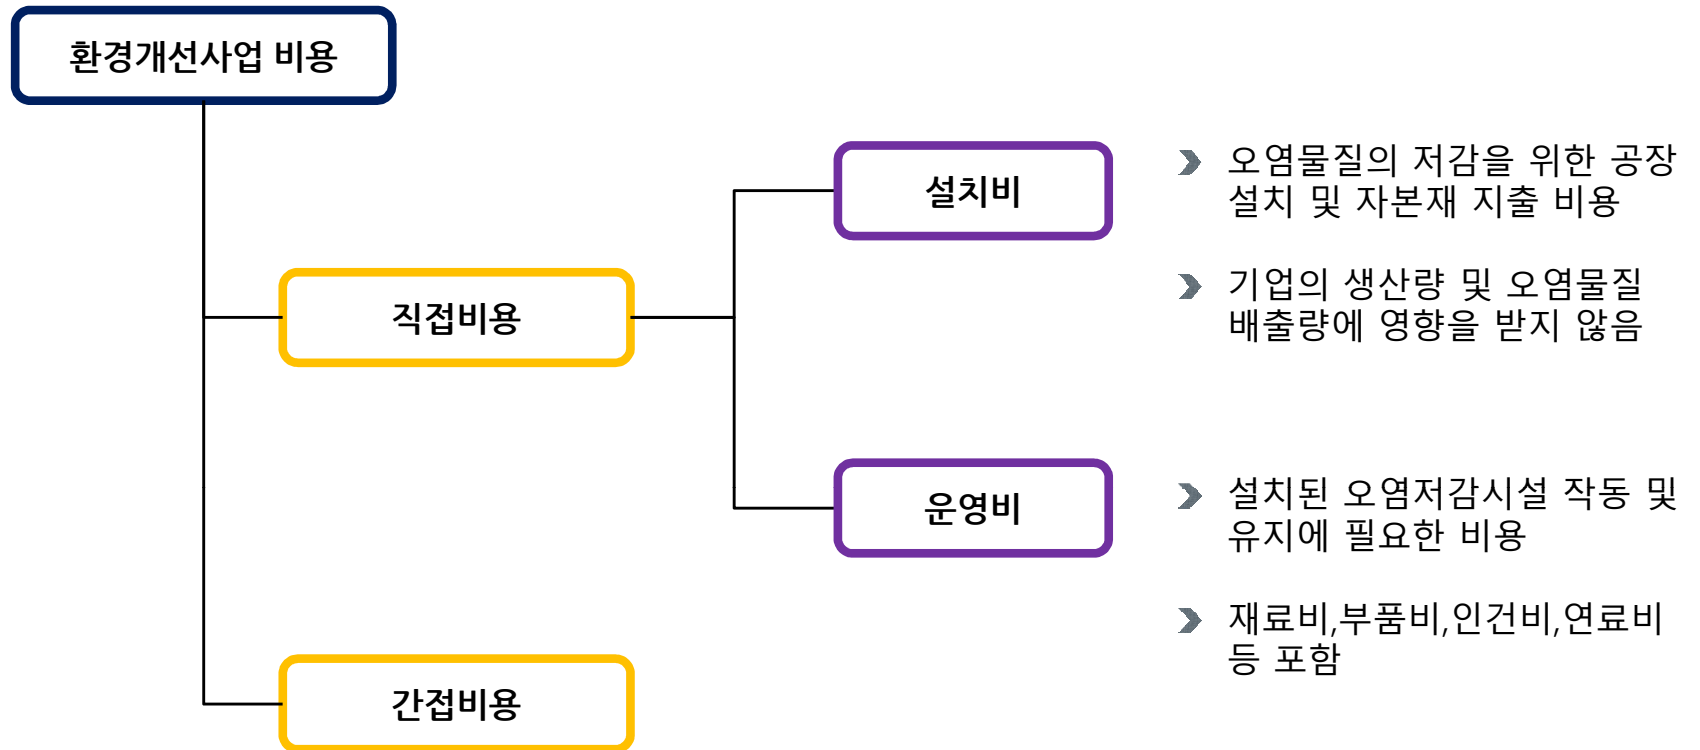 환경개선사업 비용
설치비
오염물질의 저감을 위한 공장
설치 및 자본재 지출 비용
기업의 생산량 및 오염물질
배출량에 영향을 받지 않음
직접비용
운영비
설치된 오염저감시설 작동 및
유지에 필요한 비용
재료비,부품비,인건비,연료비
등 포함
간접비용